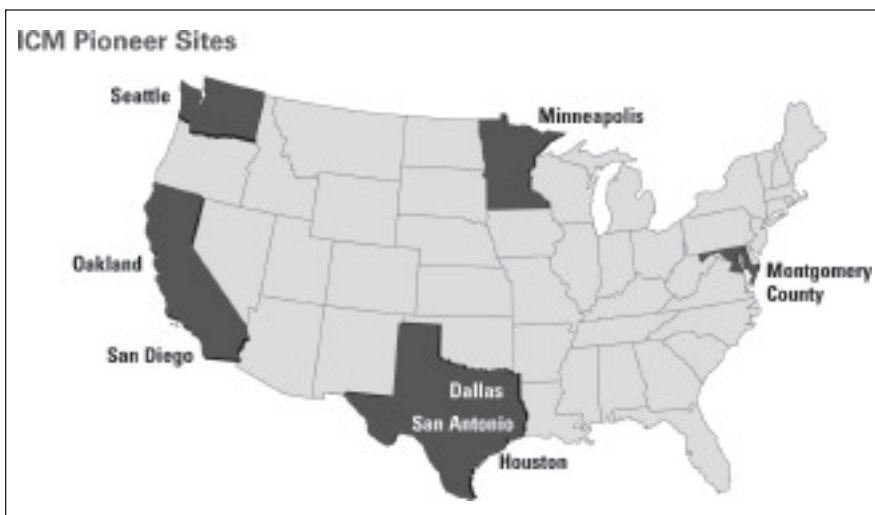 ICM Pioneer Sites
Seattle
Minneapolis
Oakland
Montgomery
County
San Diego
Dallas
San Antonio
Houston